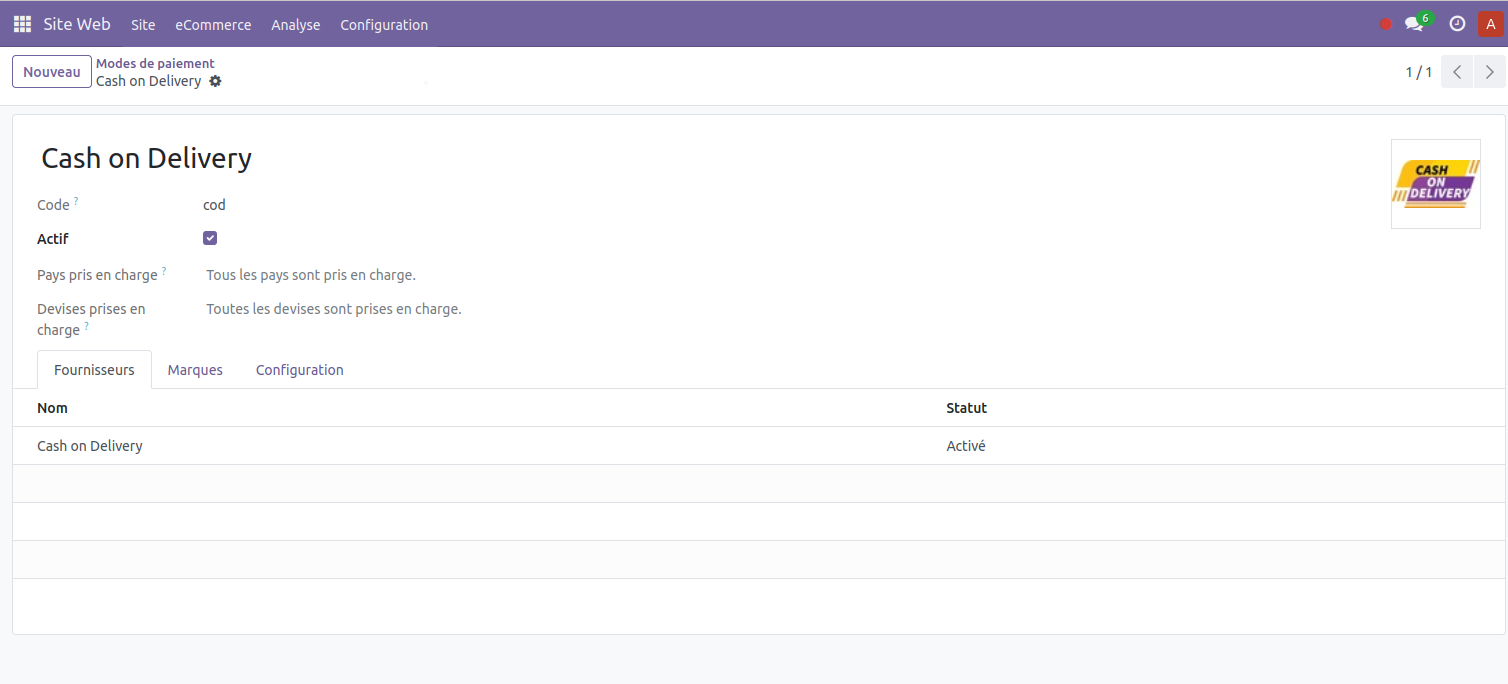 Site Web Site eCommerce Analyse Configuration 6 A
Nouveau
Modes de paiement
Cash on Delivery
1 / 1
Cash on Delivery
CASH
ON
DELIVERY
Code ?
cod
Actif
Pays pris en charge ?
Tous les pays sont pris en charge.
Devises prises en
charge ?
Toutes les devises sont prises en charge.
Fournisseurs Marques Configuration
Nom Statut
Cash on Delivery Activé